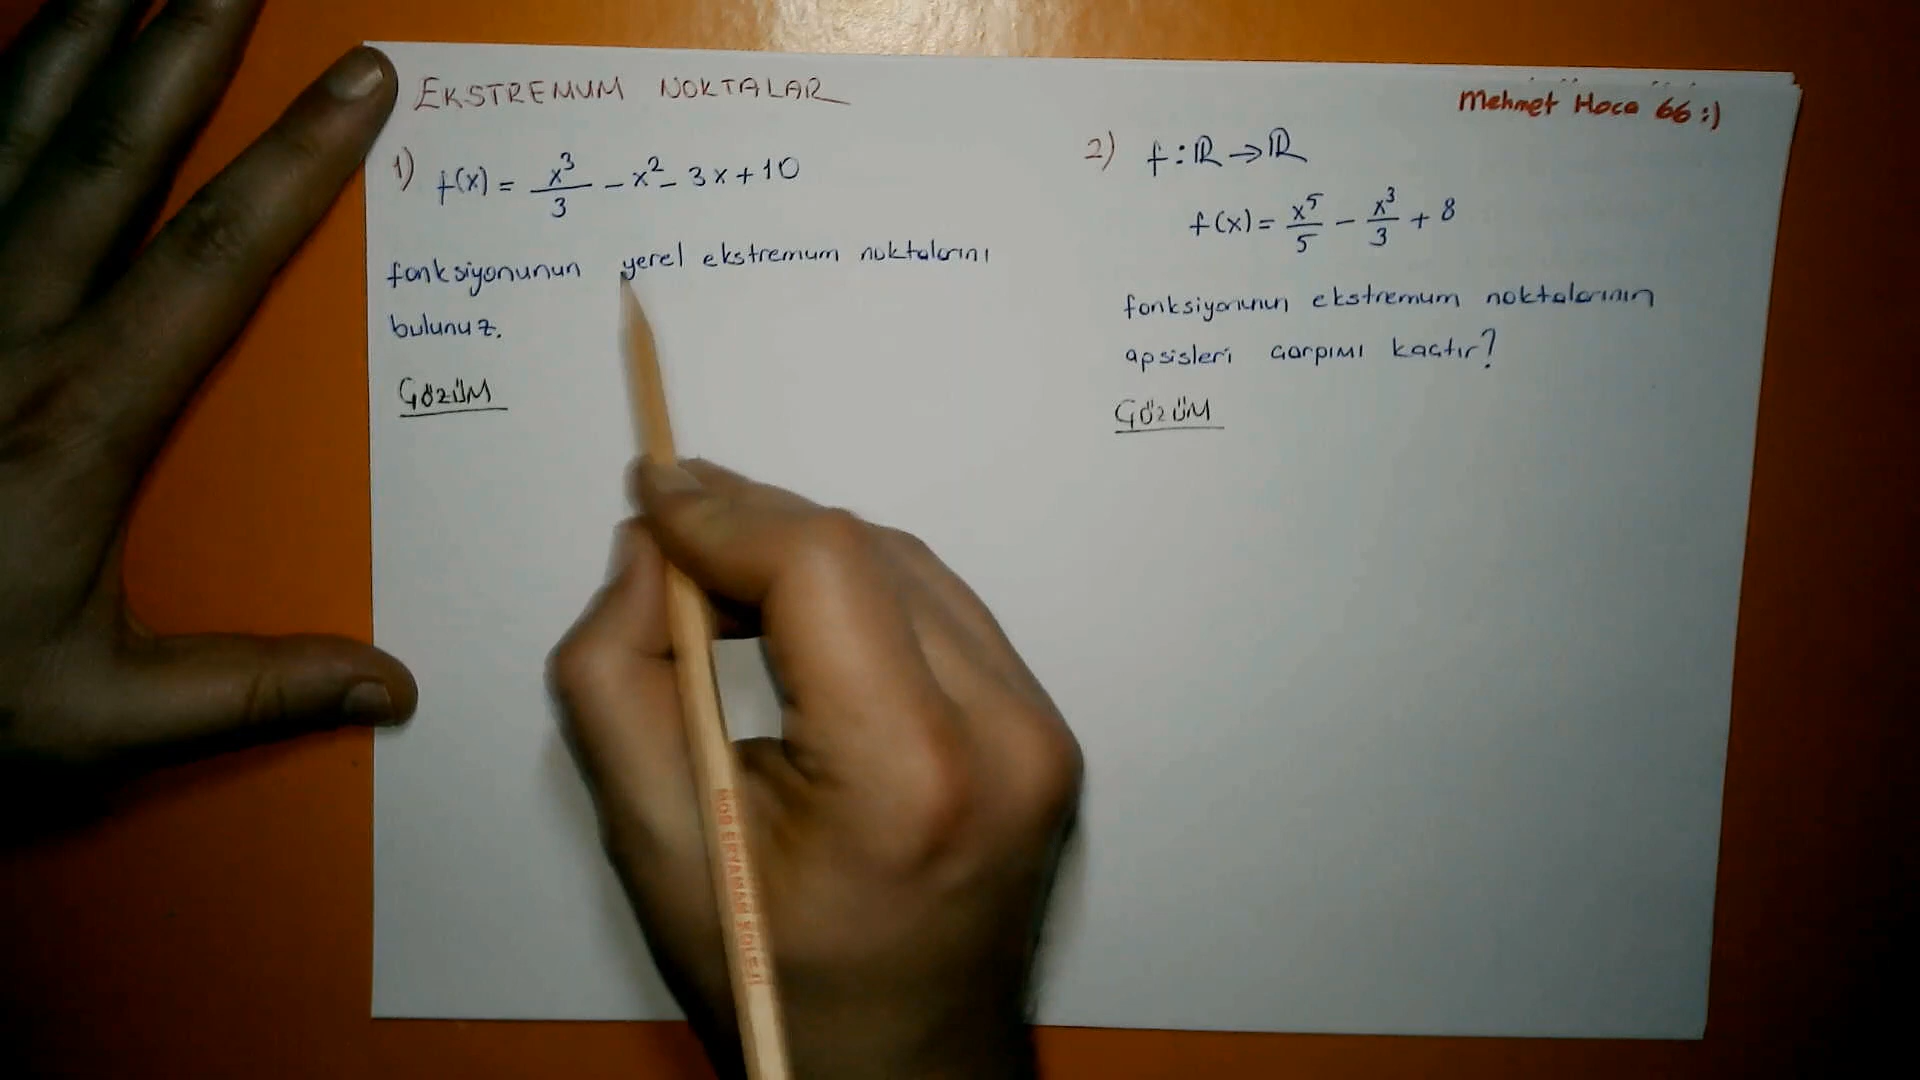 EKSTREMUM NOKTALAR
Mehmet Hoca 66 :)
1) f(x) = x³/3 - x² - 3x + 10
fonksiyonunun yerel ekstremum noktalarını
bulunuz.
ÇÖZÜM
2) f : ℝ → ℝ
f(x) = x⁵/5 - x³/3 + 8
fonksiyonunun ekstremum noktalarının
apsisleri çarpımı kaçtır?
ÇÖZÜM